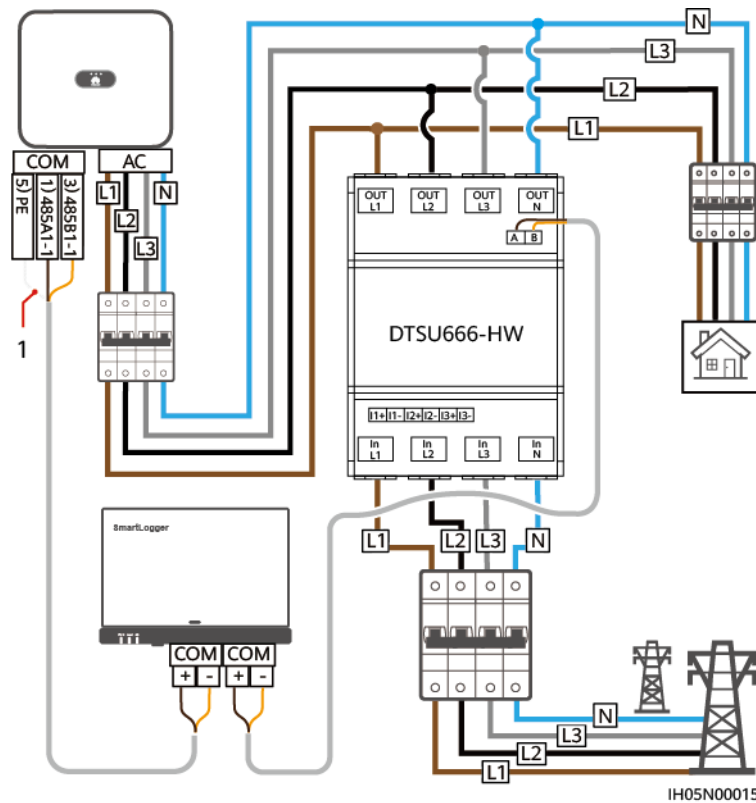 N
L3
L2
L1
COM
AC
5) PE
1) 485A1-1
3) 485B1-1
L1
L2
L3
N
1
OUT L1
OUT L2
OUT L3
OUT N
A B
DTSU666-HW
I1+ I1- I2+ I2- I3+ I3-
In L1
In L2
In L3
In N
L1
L2
L3
N
SmartLogger
COM
COM
+ - + -
N
L3
L2
L1
IH05N00015